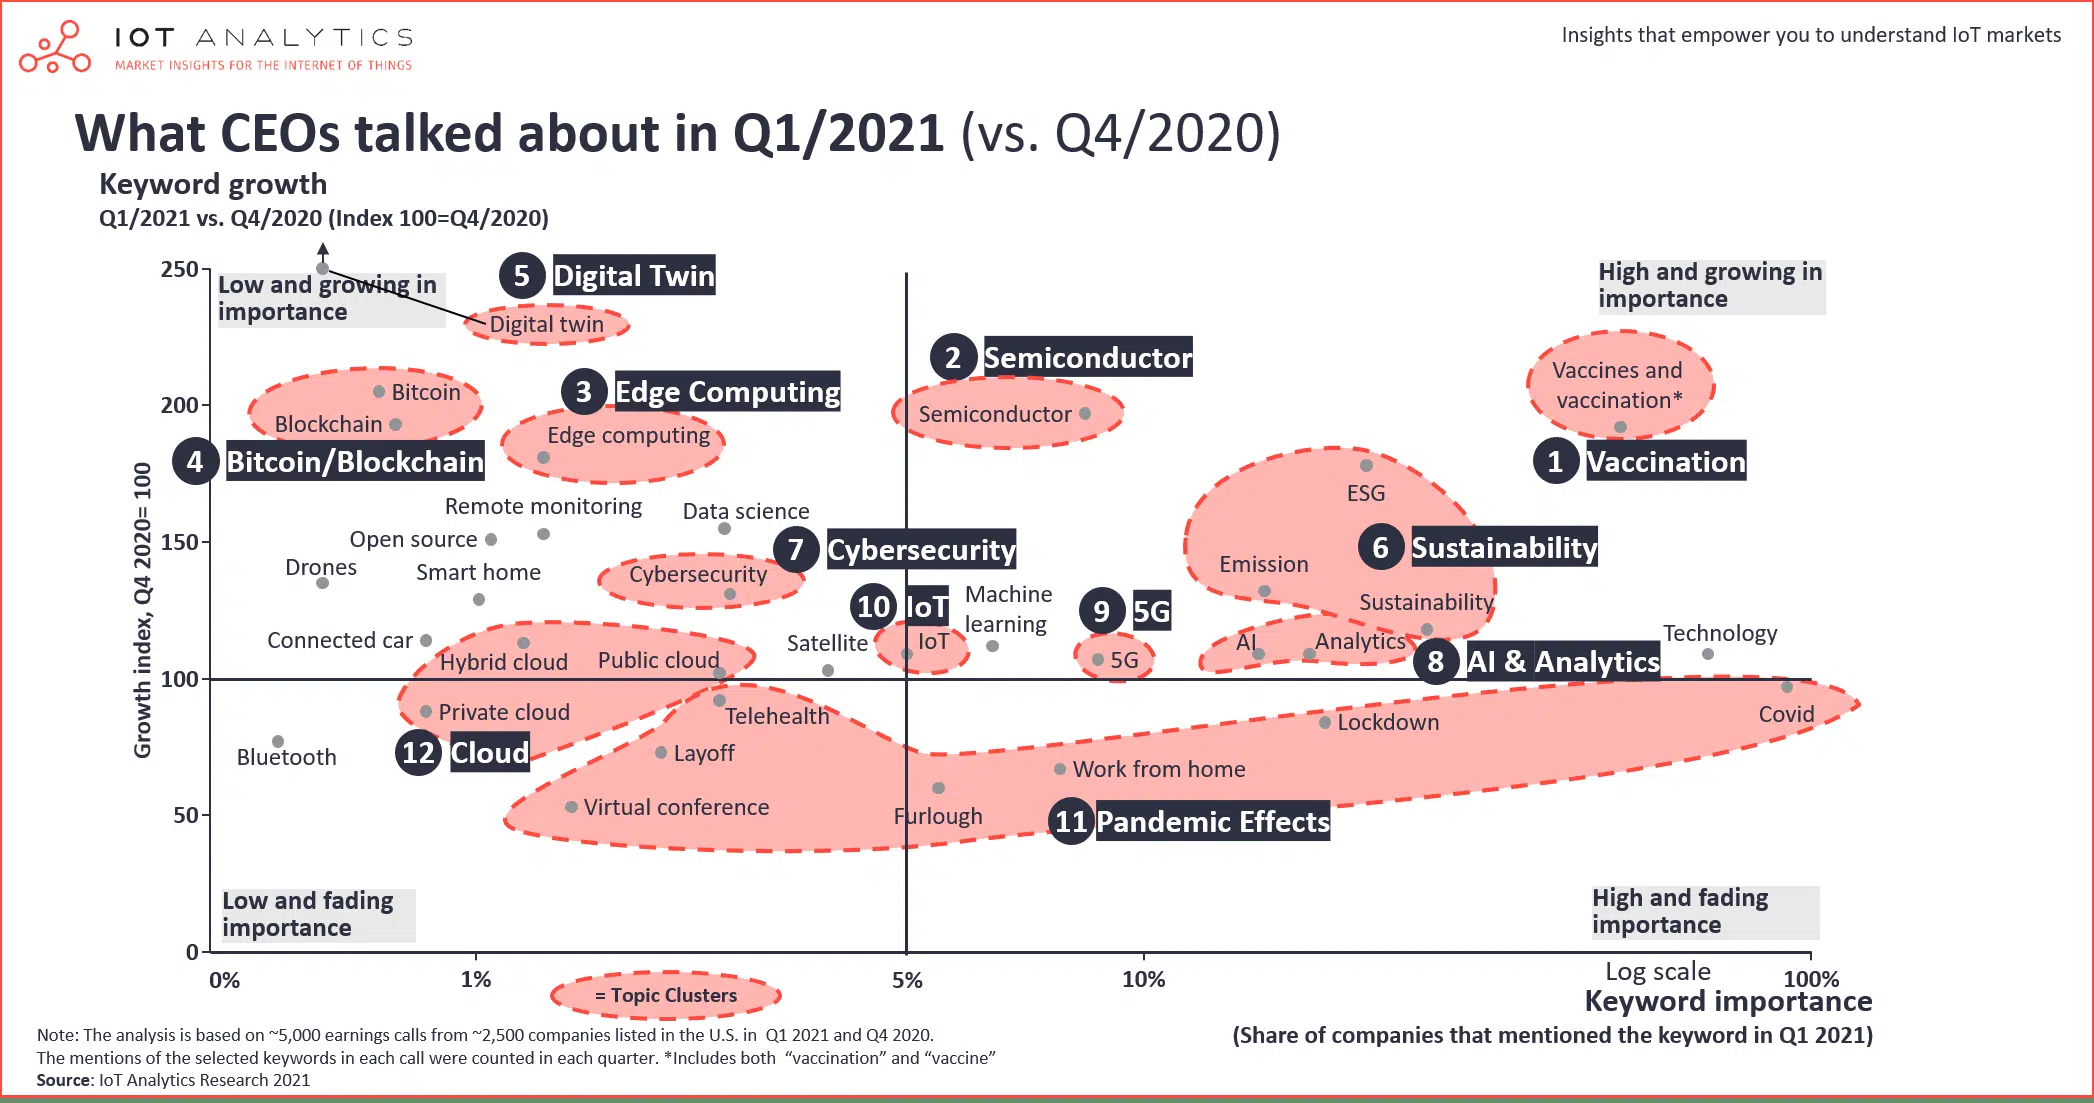 IOT ANALYTICS
MARKET INSIGHTS FOR THE INTERNET OF THINGS
Insights that empower you to understand IoT markets
What CEOs talked about in Q1/2021 (vs. Q4/2020)
Keyword growth
Q1/2021 vs. Q4/2020 (Index 100=Q4/2020)
Growth index, Q4 2020= 100
250
200
150
100
50
0
Low and growing in
importance
High and growing in
importance
5 Digital Twin
Digital twin
2 Semiconductor
Semiconductor
Vaccines and
vaccination*
1 Vaccination
3 Edge Computing
Edge computing
Bitcoin
Blockchain
4 Bitcoin/Blockchain
ESG
Emission
6 Sustainability
Sustainability
Remote monitoring
Data science
Open source
Drones
Smart home
7 Cybersecurity
Cybersecurity
10 IoT
IoT
Machine
learning
9 5G
5G
Satellite
Connected car
Hybrid cloud
Public cloud
AI
Analytics
8 AI & Analytics
Technology
Private cloud
12 Cloud
Bluetooth
Telehealth
Layoff
Virtual conference
Furlough
Work from home
Lockdown
Covid
11 Pandemic Effects
Low and fading
importance
High and fading
importance
0%
1%
5%
10%
100%
Log scale
Keyword importance
(Share of companies that mentioned the keyword in Q1 2021)
= Topic Clusters
Note: The analysis is based on ~5,000 earnings calls from ~2,500 companies listed in the U.S. in Q1 2021 and Q4 2020.
The mentions of the selected keywords in each call were counted in each quarter. *Includes both “vaccination” and “vaccine”
Source: IoT Analytics Research 2021